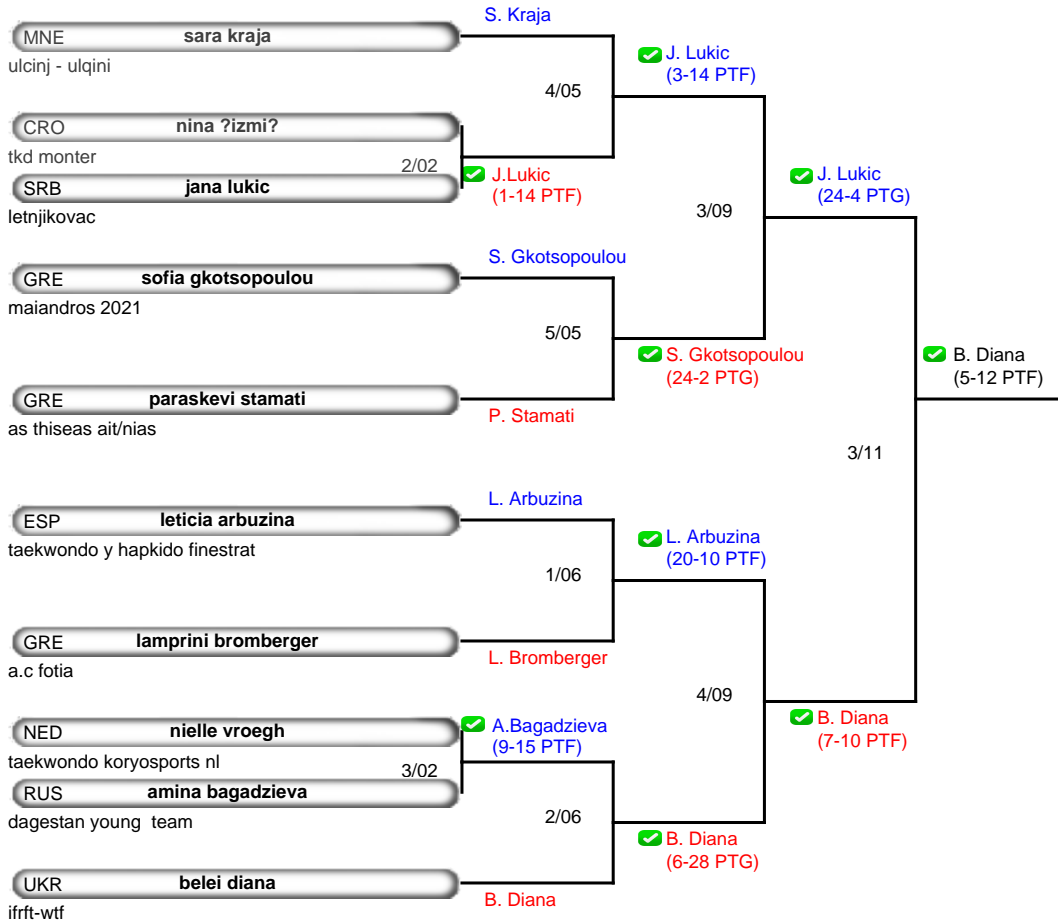 S. Kraja
MNE sara kraja
ulcinj - ulqini
J. Lukic
(3-14 PTF)
4/05
CRO nina ?izmi?
tkd monter
2/02
J.Lukic
(1-14 PTF)
SRB jana lukic
letnjikovac
J. Lukic
(24-4 PTG)
3/09
S. Gkotsopoulou
GRE sofia gkotsopoulou
maiandros 2021
5/05
S. Gkotsopoulou
(24-2 PTG)
B. Diana
(5-12 PTF)
GRE paraskevi stamati
as thiseas ait/nias
P. Stamati
3/11
L. Arbuzina
ESP leticia arbuzina
taekwondo y hapkido finestrat
L. Arbuzina
(20-10 PTF)
1/06
GRE lamprini bromberger
a.c fotia
L. Bromberger
4/09
NED nielle vroegh
taekwondo koryosports nl
A.Bagadzieva
(9-15 PTF)
B. Diana
(7-10 PTF)
3/02
RUS amina bagadzieva
dagestan young  team
2/06
B. Diana
(6-28 PTG)
UKR belei diana
ifrft-wtf
B. Diana